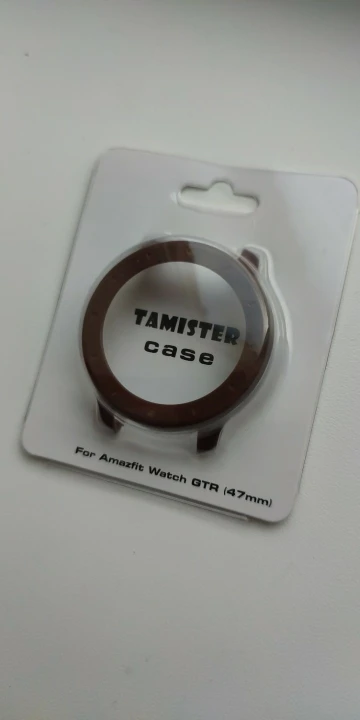 TAMISTER
case
For Amazfit Watch GTR (47mm)